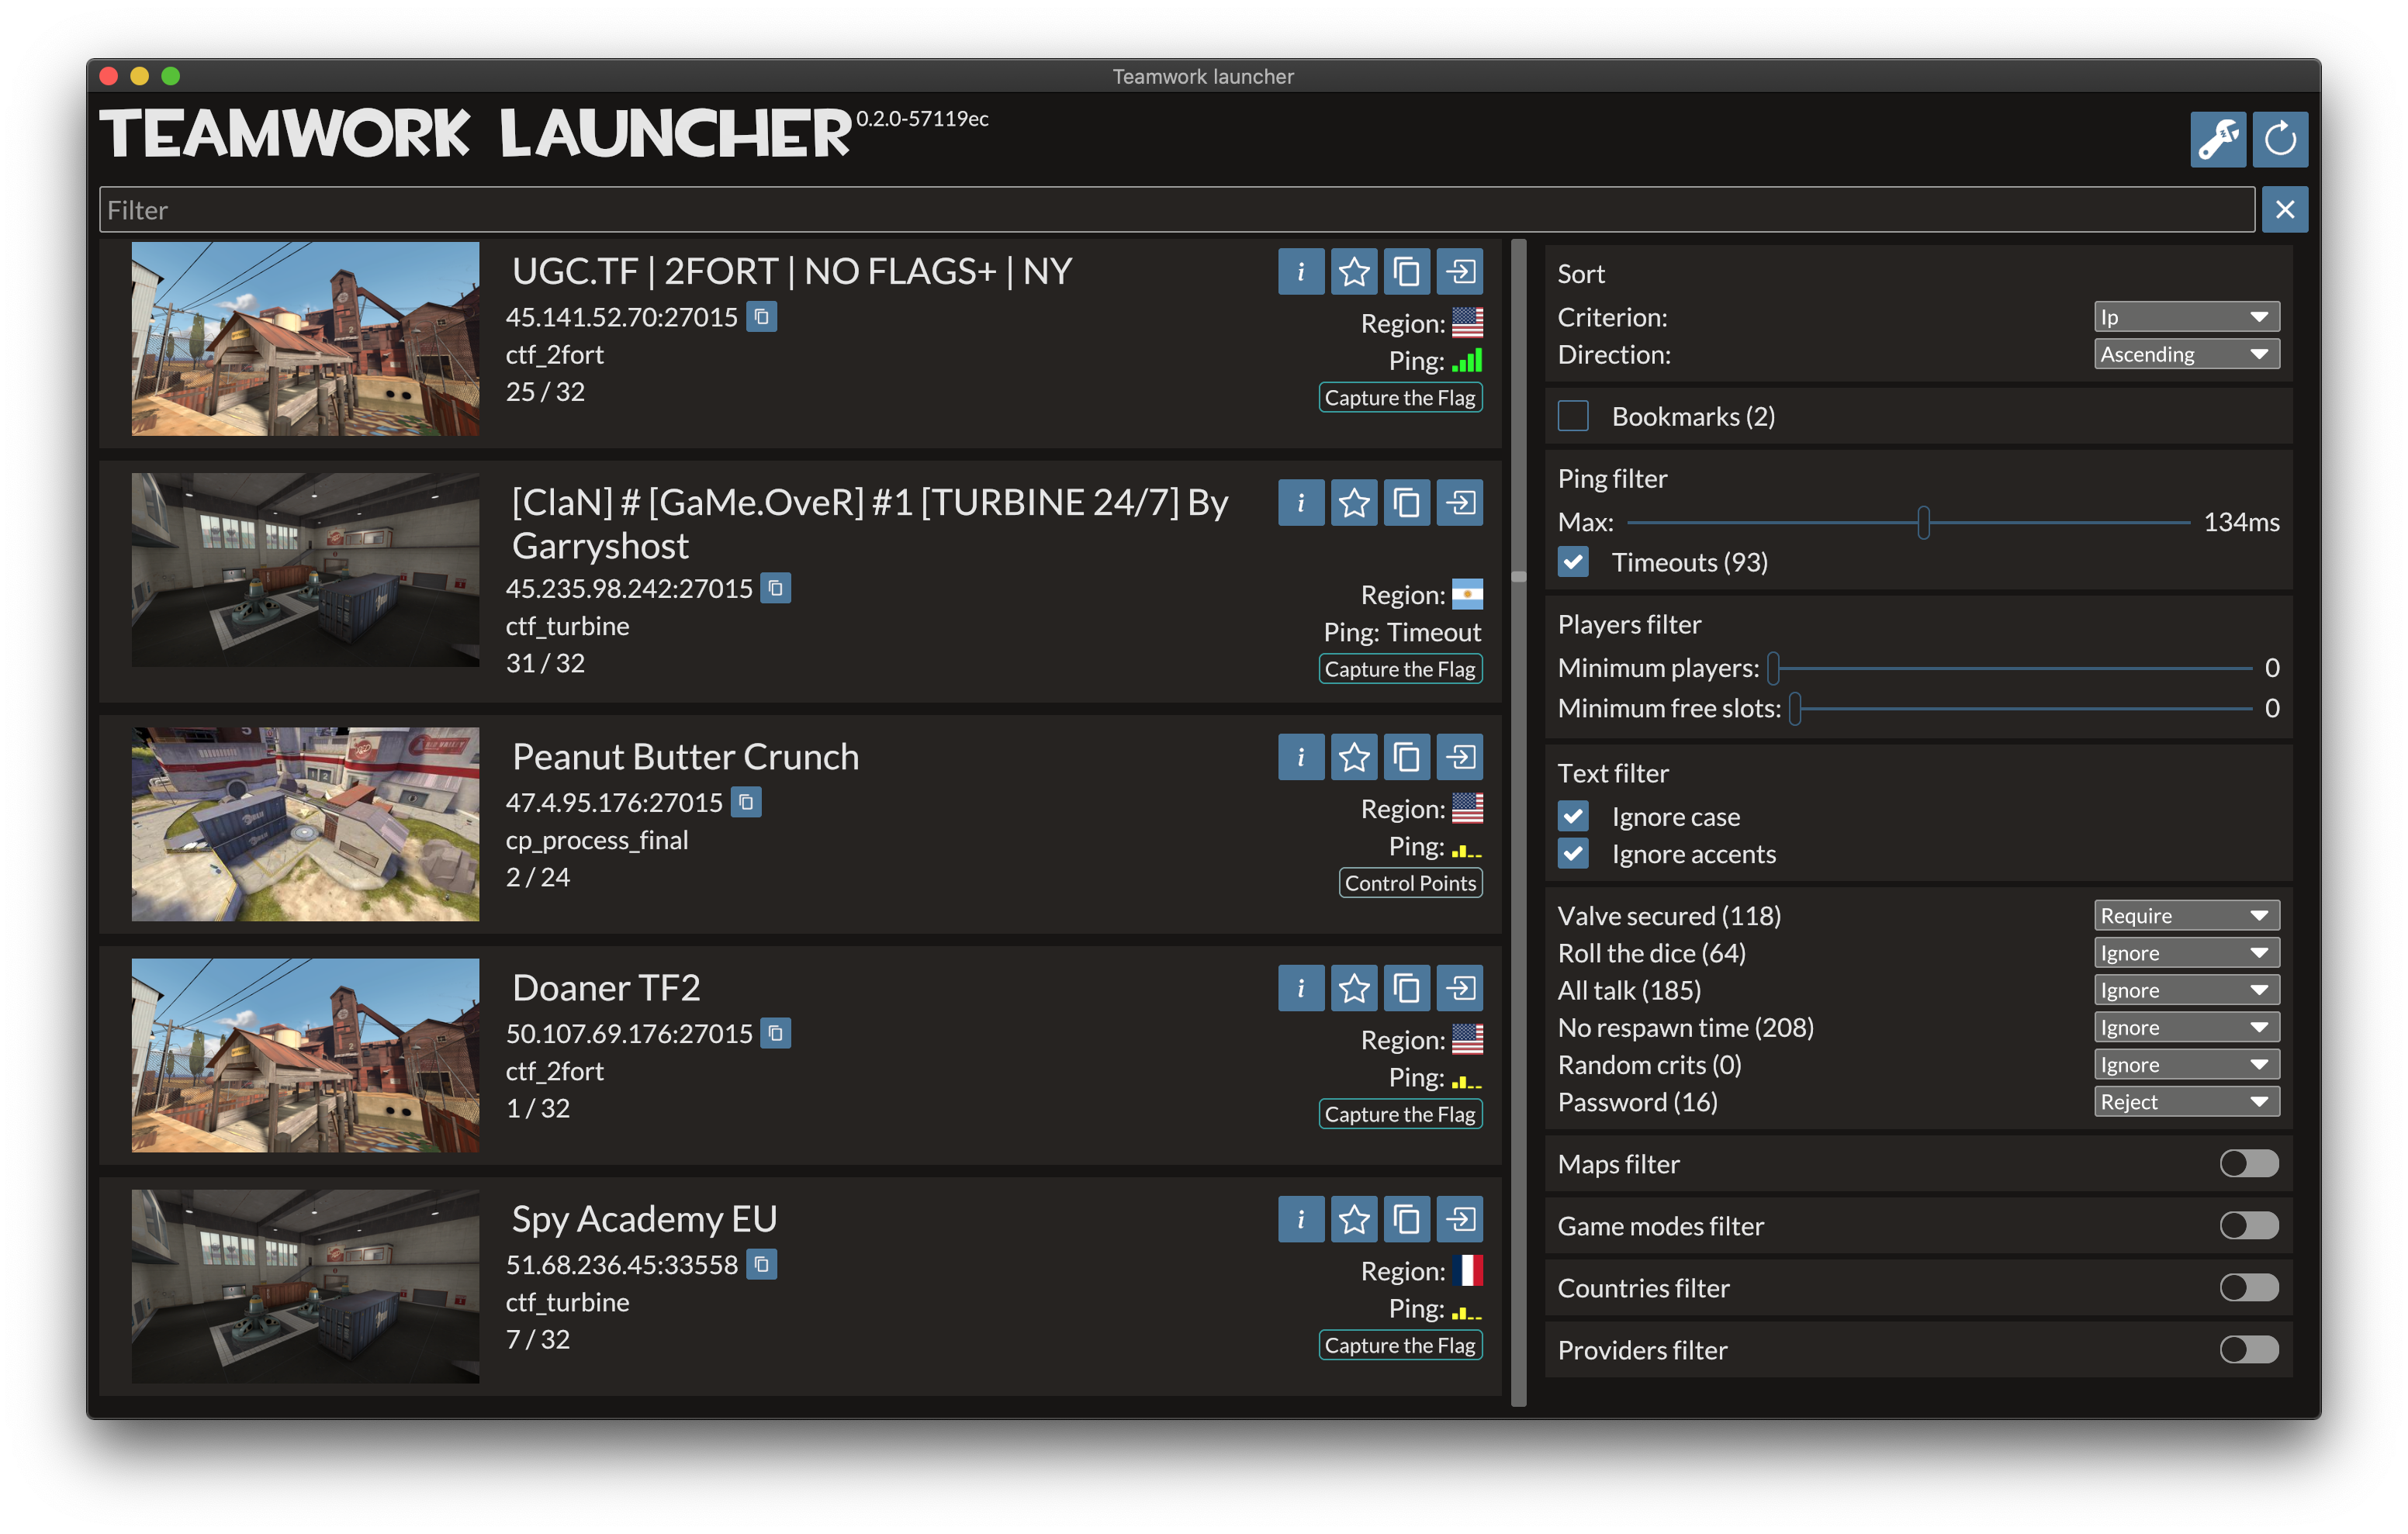 Teamwork launcher
TEAMWORK LAUNCHER 0.2.0-57119ec
Filter
UGC.TF | 2FORT | NO FLAGS+ | NY
45.141.52.70:27015
ctf_2fort
25 / 32
Region:
Ping:
Capture the Flag
[ClaN] # [GaMe.OveR] #1 [TURBINE 24/7] By
Garryshost
45.235.98.242:27015
ctf_turbine
31 / 32
Region:
Ping: Timeout
Capture the Flag
Peanut Butter Crunch
47.4.95.176:27015
cp_process_final
2 / 24
Region:
Ping:
Control Points
Doaner TF2
50.107.69.176:27015
ctf_2fort
1 / 32
Region:
Ping:
Capture the Flag
Spy Academy EU
51.68.236.45:33558
ctf_turbine
7 / 32
Region:
Ping:
Capture the Flag
Sort
Criterion: Ip
Direction: Ascending
Bookmarks (2)
Ping filter
Max: 134ms
Timeouts (93)
Players filter
Minimum players: 0
Minimum free slots: 0
Text filter
Ignore case
Ignore accents
Valve secured (118) Require
Roll the dice (64) Ignore
All talk (185) Ignore
No respawn time (208) Ignore
Random crits (0) Ignore
Password (16) Reject
Maps filter
Game modes filter
Countries filter
Providers filter